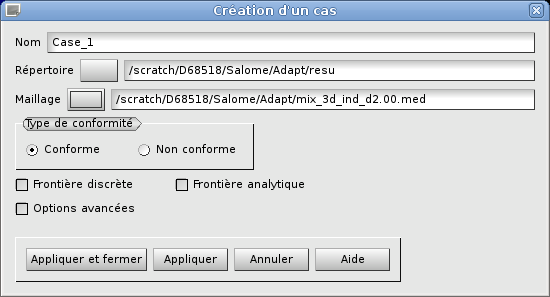 Création d'un cas
Nom Case_1
Répertoire /scratch/D68518/Salome/Adapt/resu
Maillage /scratch/D68518/Salome/Adapt/mix_3d_ind_d2.00.med
Type de conformité
Conforme Non conforme
Frontière discrète Frontière analytique
Options avancées
Appliquer et fermer Appliquer Annuler Aide